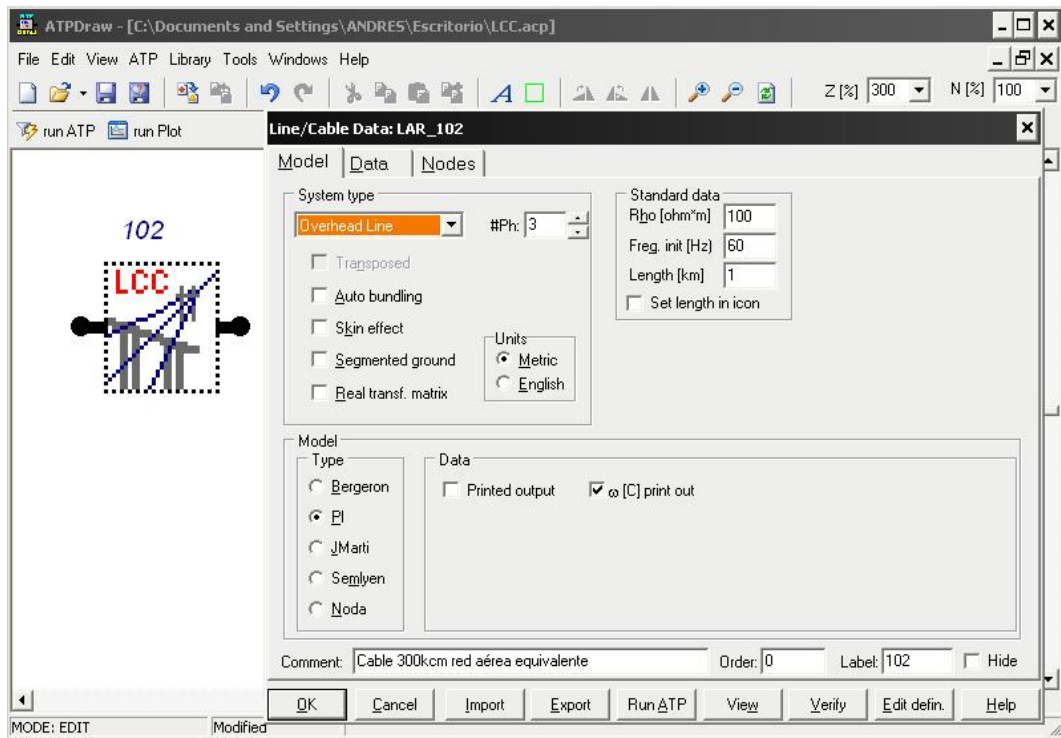 ATPDraw - [C:\Documents and Settings\ANDRES\Escritorio\LCC.acp]
File Edit View ATP Library Tools Windows Help
Z [%] 300 N [%] 100
run ATP run Plot
Line/Cable Data: LAR_102
Model Data Nodes
System type
Overhead Line #Ph: 3
Transposed
Auto bundling
Skin effect
Segmented ground
Real transf. matrix
Units
Metric
English
Standard data
Rho [ohm*m] 100
Freq. init [Hz] 60
Length [km] 1
Set length in icon
102
LCC
Model
Type
Bergeron
PI
JMarti
Semlyen
Noda
Data
Printed output ω [C] print out
Comment: Cable 300kcm red aérea equivalente Order: 0 Label: 102 Hide
OK Cancel Import Export Run ATP View Verify Edit defin. Help
MODE: EDIT Modified